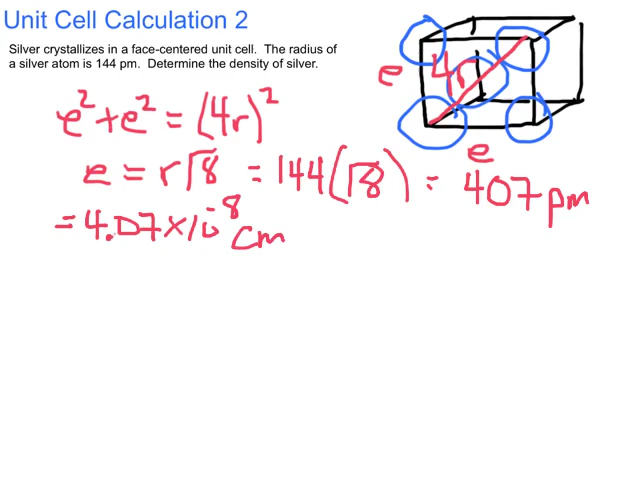 Unit Cell Calculation 2
Silver crystallizes in a face-centered unit cell. The radius of
a silver atom is 144 pm. Determine the density of silver.
e 4r
e
e² + e² = (4r)²
e = r√8 = 144(√8) = 407 pm
= 4.07 × 10⁻⁸ cm